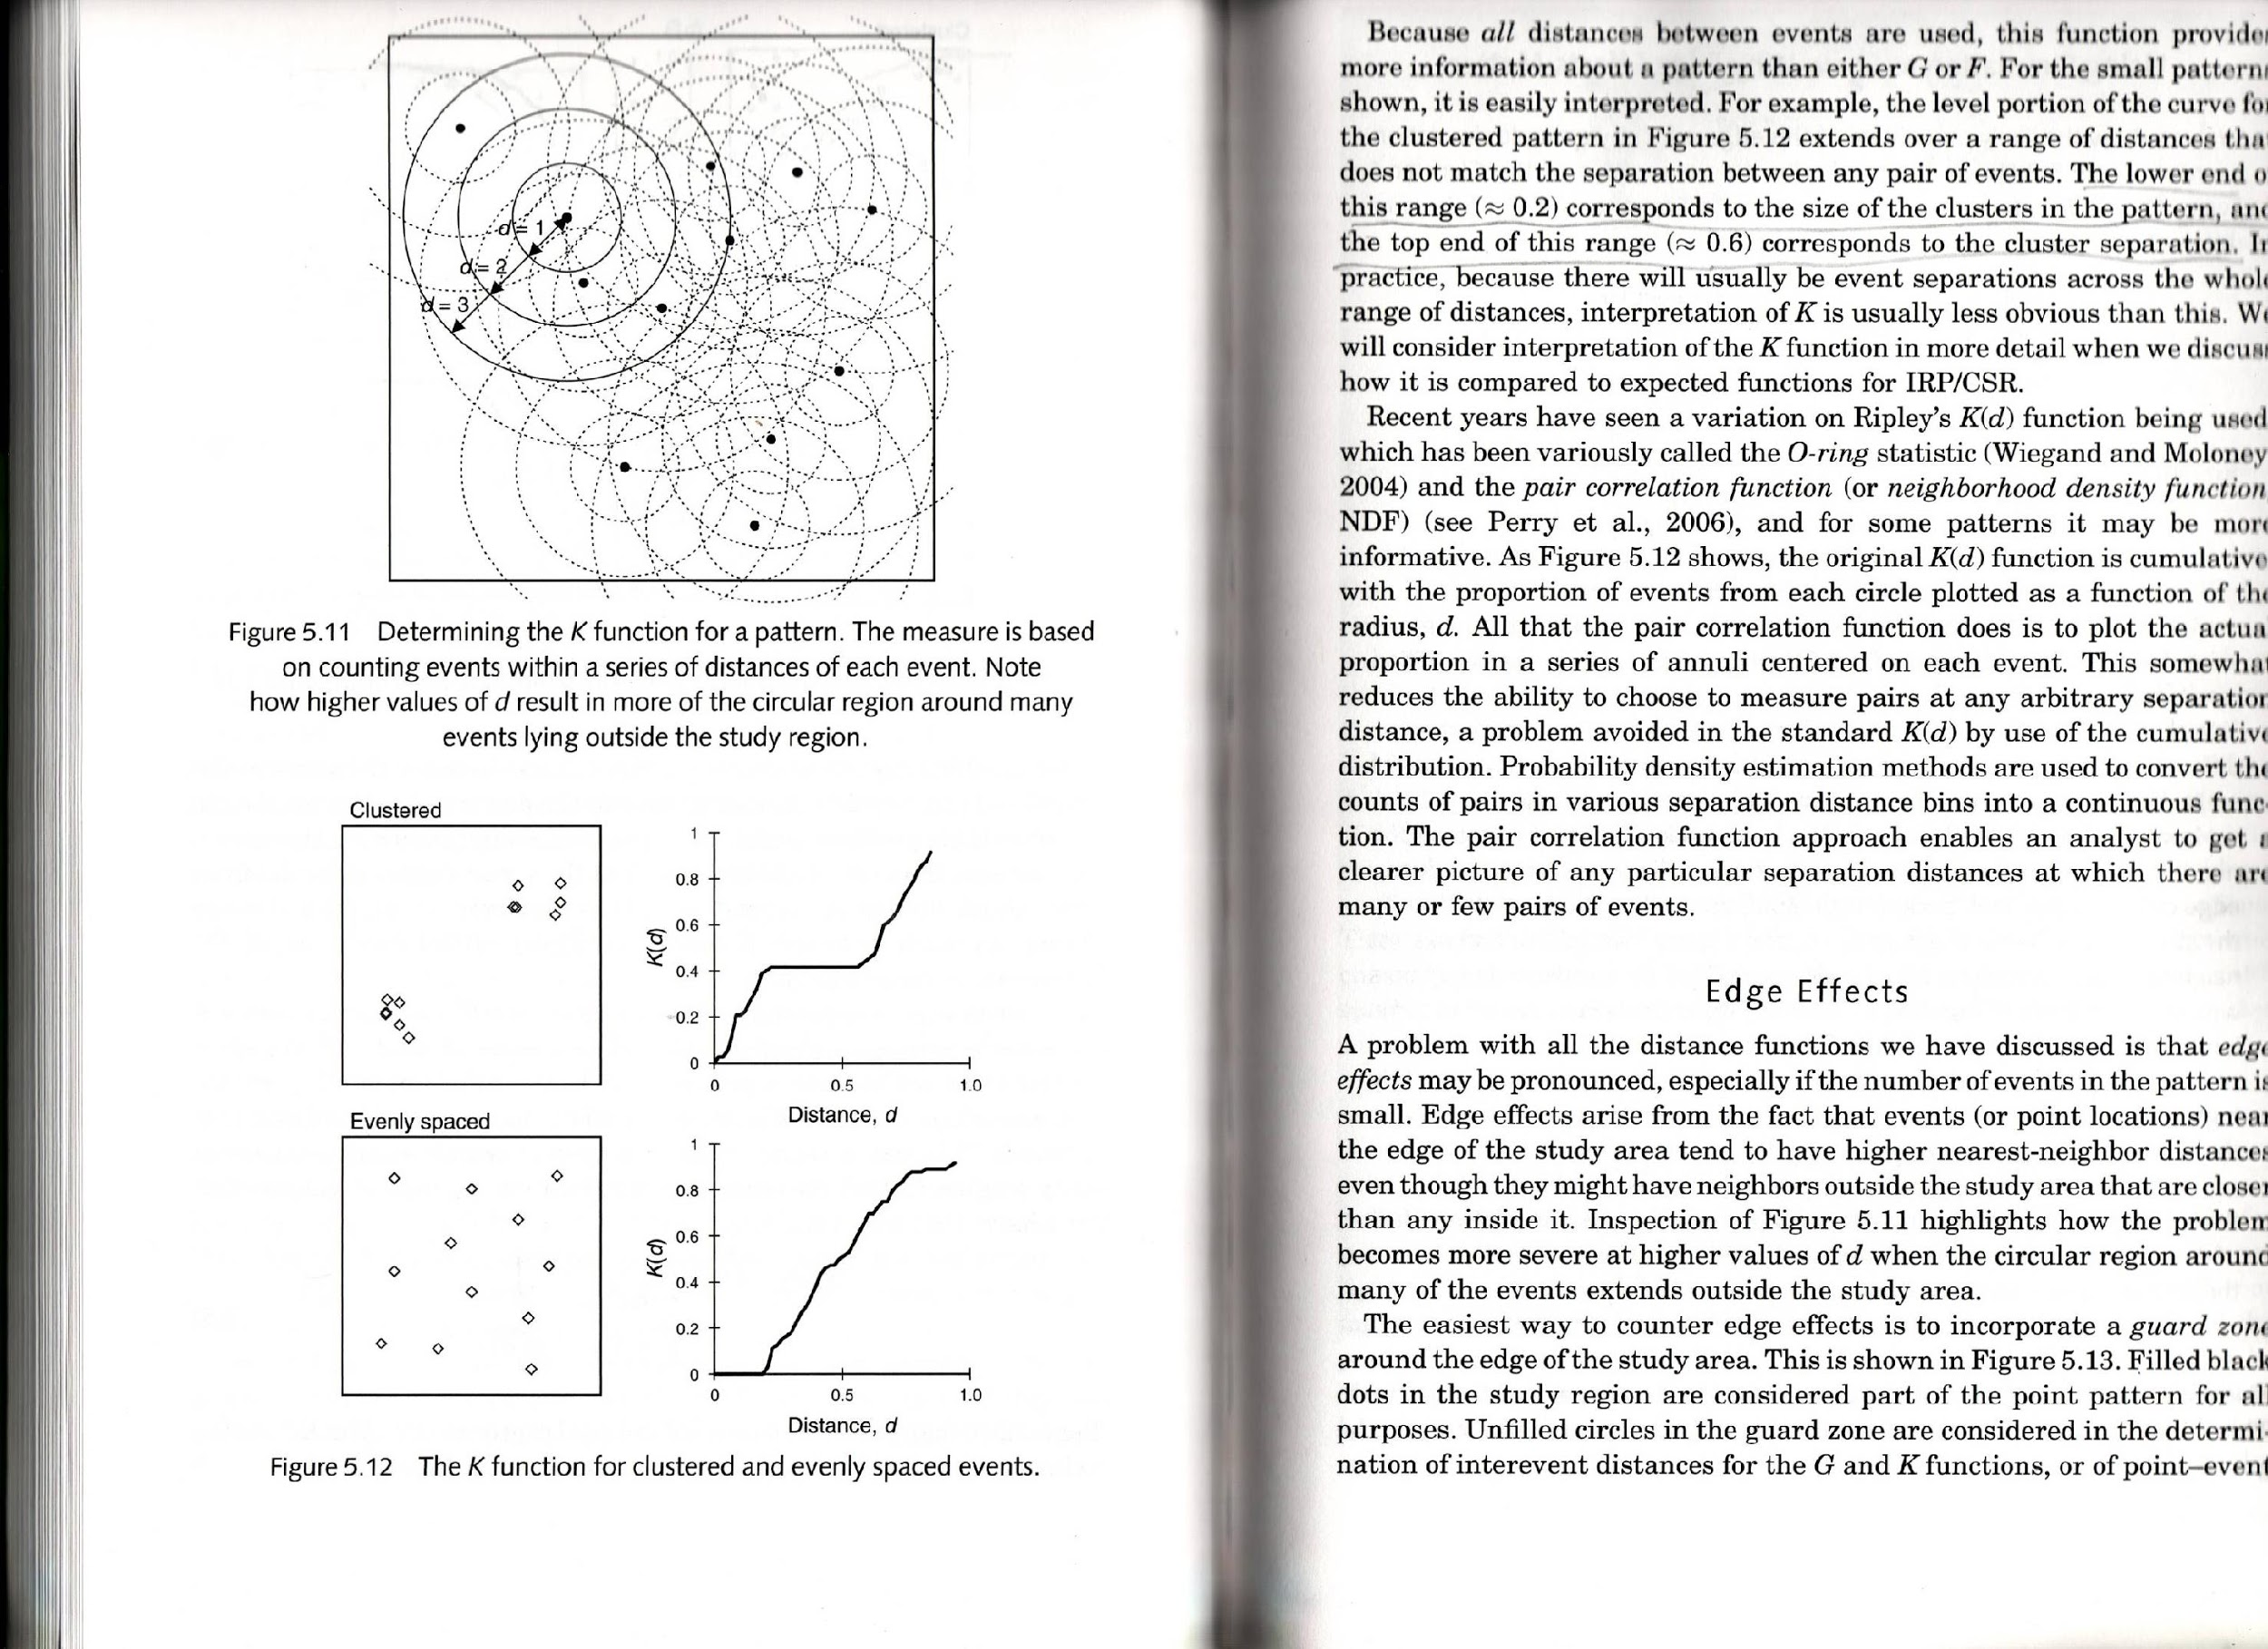 d = 1
d = 2
d = 3
Figure 5.11 Determining the K function for a pattern. The measure is based
on counting events within a series of distances of each event. Note
how higher values of d result in more of the circular region around many
events lying outside the study region.
Clustered
1
0.8
0.6
0.4
0.2
0
K(d)
0 0.5 1.0
Distance, d
Evenly spaced
1
0.8
0.6
0.4
0.2
0
K(d)
0 0.5 1.0
Distance, d
Figure 5.12 The K function for clustered and evenly spaced events.
Because all distances between events are used, this function
more information about a pattern than either G or F. For the small
shown, it is easily interpreted. For example, the level portion of the curve
the clustered pattern in Figure 5.12 extends over a range of distances
does not match the separation between any pair of events. The lower end
this range (≈ 0.2) corresponds to the size of the clusters in the pattern,
the top end of this range (≈ 0.6) corresponds to the cluster separation.
practice, because there will usually be event separations across the
range of distances, interpretation of K is usually less obvious than this.
will consider interpretation of the K function in more detail when we
how it is compared to expected functions for IRP/CSR.
Recent years have seen a variation on Ripley's K(d) function being used
which has been variously called the O-ring statistic (Wiegand and Moloney
2004) and the pair correlation function (or neighborhood density function
NDF) (see Perry et al., 2006), and for some patterns it may be
informative. As Figure 5.12 shows, the original K(d) function is
with the proportion of events from each circle plotted as a function of
radius, d. All that the pair correlation function does is to plot the
proportion in a series of annuli centered on each event. This
reduces the ability to choose to measure pairs at any arbitrary
distance, a problem avoided in the standard K(d) by use of the
distribution. Probability density estimation methods are used to convert
counts of pairs in various separation distance bins into a continuous func-
tion. The pair correlation function approach enables an analyst to get
clearer picture of any particular separation distances at which there
many or few pairs of events.
Edge Effects
A problem with all the distance functions we have discussed is that
effects may be pronounced, especially if the number of events in the pattern is
small. Edge effects arise from the fact that events (or point locations) near
the edge of the study area tend to have higher nearest-neighbor distances
even though they might have neighbors outside the study area that are closer
than any inside it. Inspection of Figure 5.11 highlights how the problem
becomes more severe at higher values of d when the circular region around
many of the events extends outside the study area.
The easiest way to counter edge effects is to incorporate a guard
around the edge of the study area. This is shown in Figure 5.13. Filled black
dots in the study region are considered part of the point pattern for
purposes. Unfilled circles in the guard zone are considered in the determi-
nation of interevent distances for the G and K functions, or of point–event